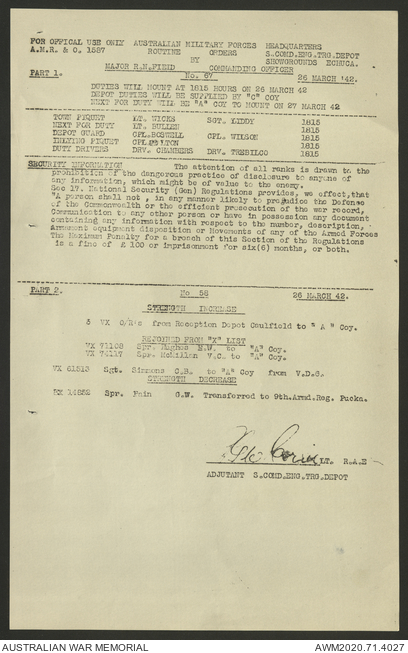 FOR OFFICAL USE ONLY AUSTRALIAN MILITARY FORCES HEADQUARTERS
A.M.R. & O. 1587 ROUTINE ORDERS S.COMD.ENG.TRG.DEPOT
BY SHOWGROUNDS ECHUCA.
MAJOR R.N.FIEND COMMANDING OFFICER
PART 1. No. 67 26 MARCH '42.
DUTIES WILL MOUNT AT 1815 HOURS ON 26 MARCH 42
DEPOT DUTIES WILL BE SUPPLIED BY "C" COY
NEXT FOR DUTY WILL BE "A" COY TO MOUNT ON 27 MARCH 42
TOWN PIQUET LT. WICKS SGT. KIDDY 1815
NEXT FOR DUTY LT. BULLEN 1815
DEPOT GUARD CPL. BOSWELL CPL. WILSON 1815
INLYING PIQUET CPL. 1815
DUTY DRIVERS DRV. CHAMBERS DRV. TRESILCO 1815
SECURITY INFORMATION The attention of all ranks is drawn to the
prohibition of the dangerous practice of disclosure to anyone of
any information, which might be of value to the enemy.
Sec 17. National Security (Gen) Regulations provides, we effect, that
"A person shall not, in any manner likely to prejudice the Defense
of the Commonwealth or the efficient prosecution of the war record,
Communication to any other person or have in possession any document
containing any information with respect to the number, description,
armament equipment disposition or Movements of any of the Armed Forces
The Maximum Penalty for a breach of this Section of the Regulations
is a fine of £ 100 or Imprisonment for six(6) months, or both.
PART 2. No 58 26 MARCH 42.
STRENGTH INCREASE
3 VX O/R's from Reception Depot Caulfield to " A " Coy.
REJOINED FROM "X" LIST
VX 71108 Spr. Hughes E.W. to "A" Coy.
VX 74117 Spr. McMillan V.C. to "A" Coy.
VX 61513 Sgt. Simmons C.R. to "A" Coy from V.D.C.
STRENGTH DECREASE
14852 Spr. Fain G.W. Transferred to 9th.Armd.Reg. Pucka.
LT. R.A.E
ADJUTANT S.COMD.ENG.TRG.DEPOT
AUSTRALIAN WAR MEMORIAL AWM2020.71.4027